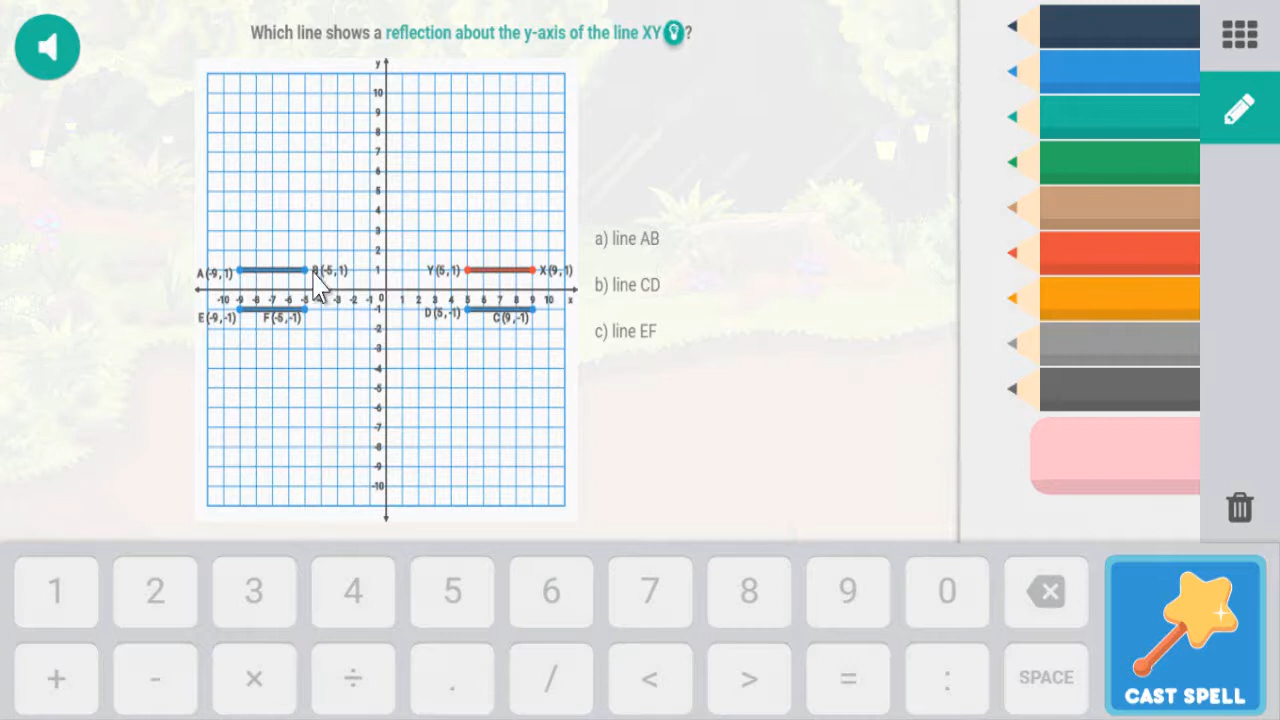 Which line shows a reflection about the y-axis of the line XY ?
y
10
9
8
7
6
5
4
3
2
1
A (-9, 1)
(-5, 1)
Y (5, 1)
X (9, 1)
-10 -9 -8 -7 -6 -5 -3 -2 -1 0 1 2 3 4 5 6 7 8 9 10 x
-1
E (-9, -1)
F (-5, -1)
D (5, -1)
C (9, -1)
-2
-3
-4
-5
-6
-7
-8
-9
-10
a) line AB
b) line CD
c) line EF
1 2 3 4 5 6 7 8 9 0
+ - × ÷ . / < > = : SPACE
CAST SPELL